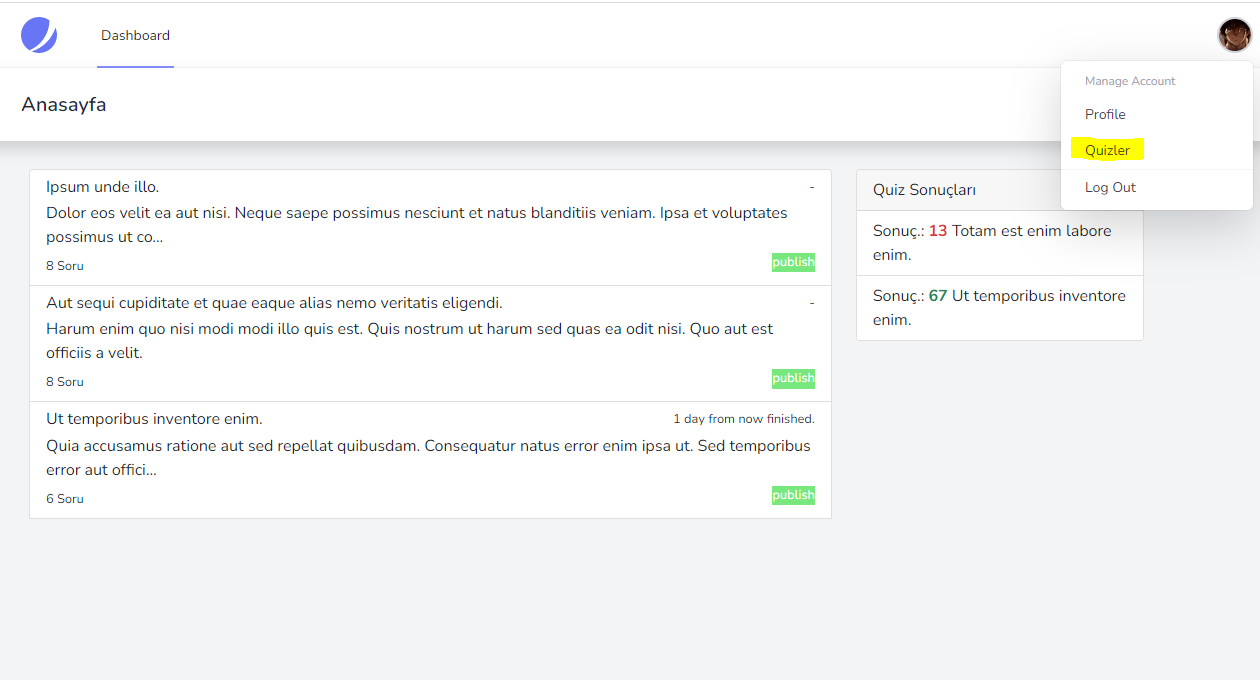 Dashboard
Manage Account
Profile
Quizler
Log Out
Anasayfa
Ipsum unde illo.
-
Dolor eos velit ea aut nisi. Neque saepe possimus nesciunt et natus blanditiis veniam. Ipsa et voluptates
possimus ut co...
8 Soru
publish
Aut sequi cupiditate et quae eaque alias nemo veritatis eligendi.
-
Harum enim quo nisi modi modi illo quis est. Quis nostrum ut harum sed quas ea odit nisi. Quo aut est
officiis a velit.
8 Soru
publish
Ut temporibus inventore enim.
1 day from now finished.
Quia accusamus ratione aut sed repellat quibusdam. Consequatur natus error enim ipsa ut. Sed temporibus
error aut offici...
6 Soru
publish
Quiz Sonuçları
Sonuç.: 13 Totam est enim labore
enim.
Sonuç.: 67 Ut temporibus inventore
enim.